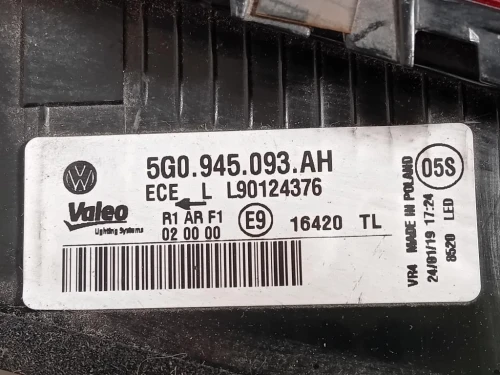 5G0.945.093.AH
ECE L L90124376
Valeo
Lighting Systems
R1 AR F1
02 00 00
E9
16420 TL
05S
VR4 MADE IN POLAND
24/01/19 17:24
8520 LED